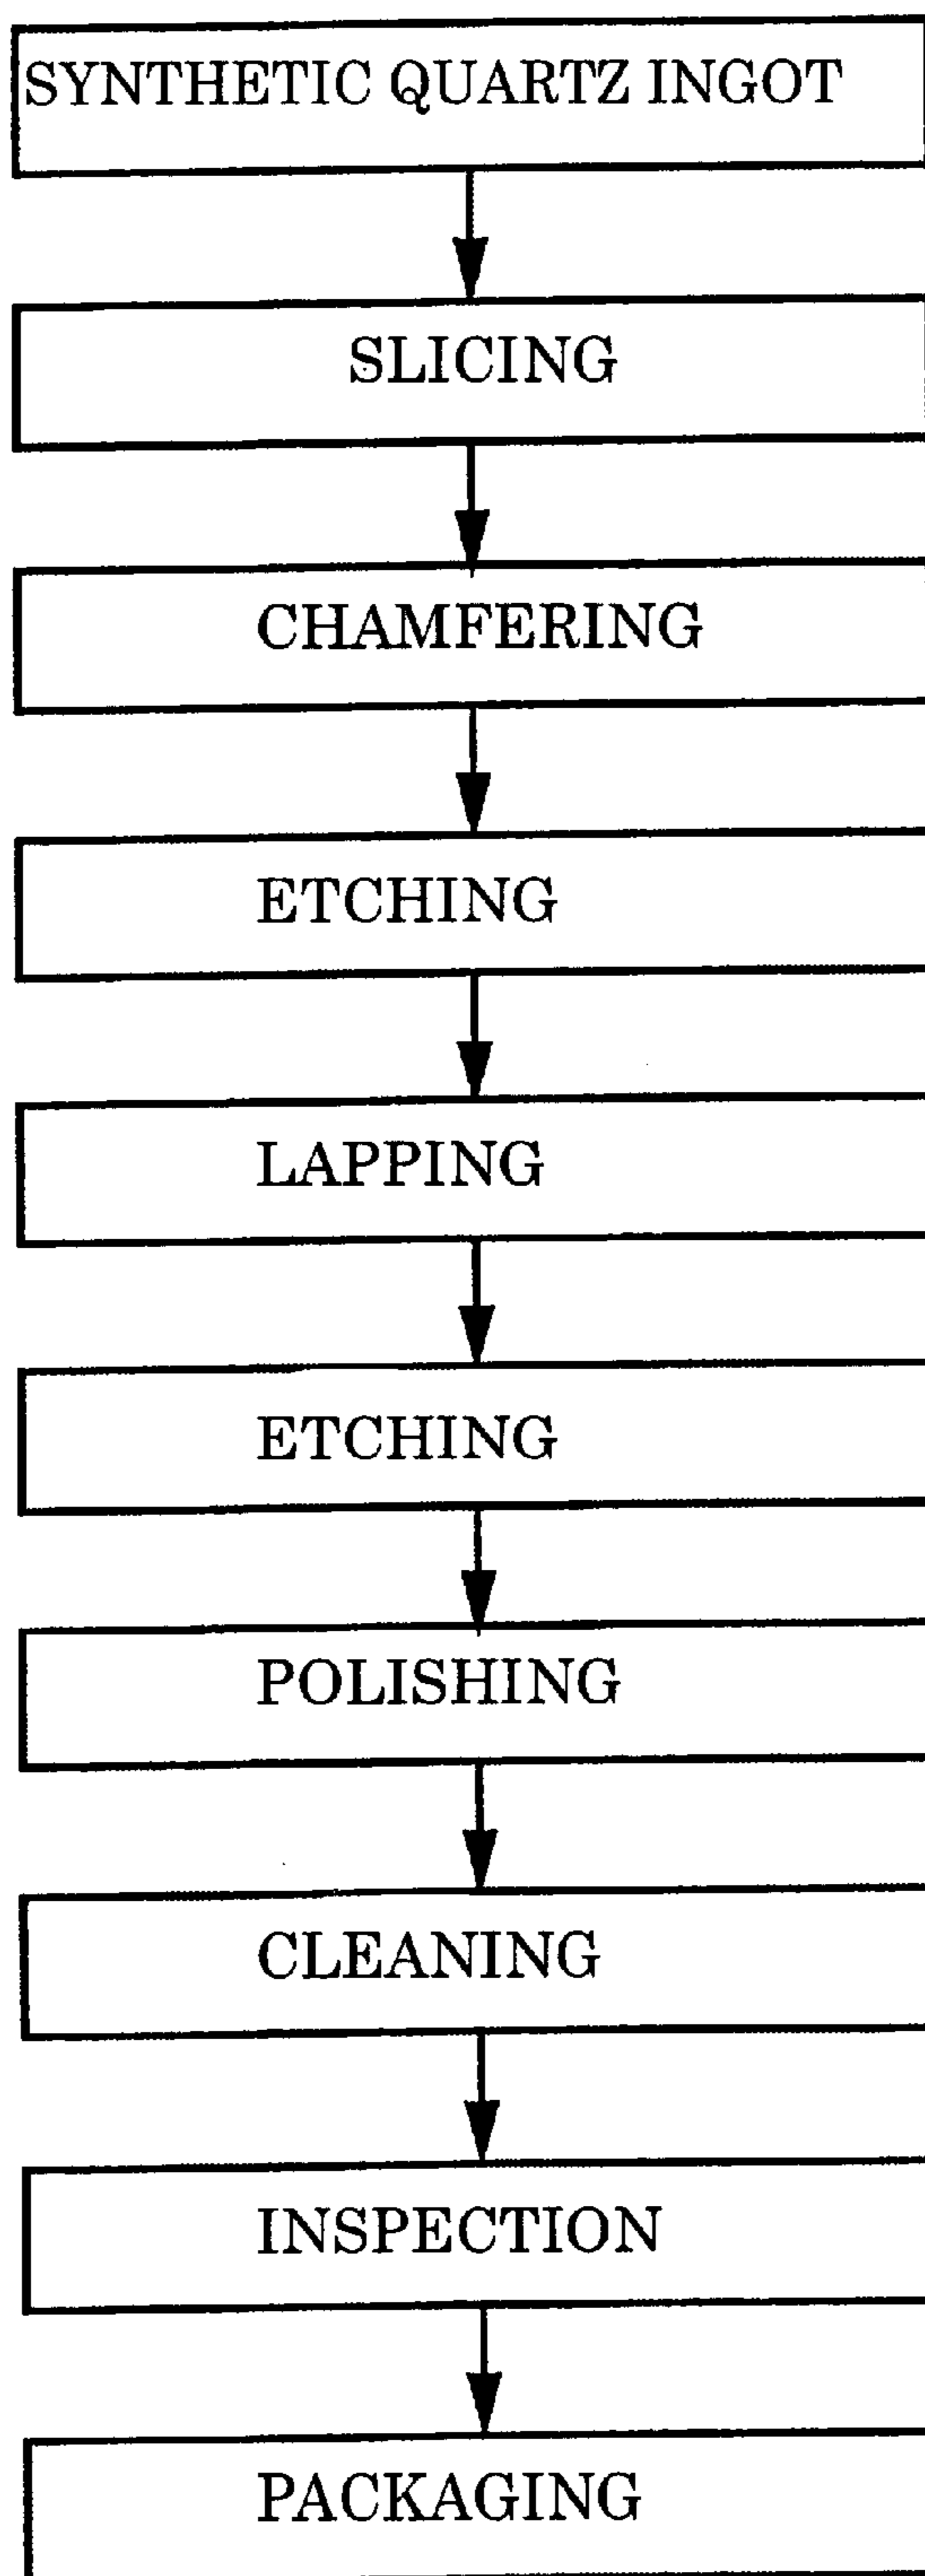 SYNTHETIC QUARTZ INGOT
SLICING
CHAMFERING
ETCHING
LAPPING
ETCHING
POLISHING
CLEANING
INSPECTION
PACKAGING